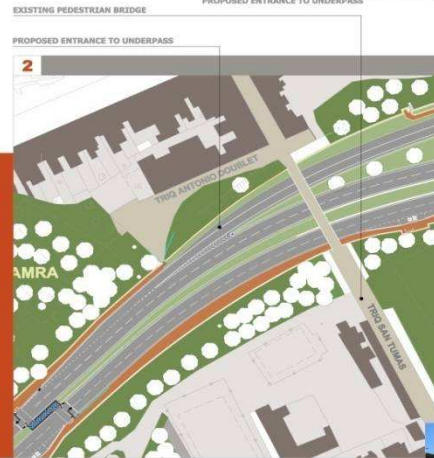 EXISTING PEDESTRIAN BRIDGE
PROPOSED ENTRANCE TO UNDERPASS
PROPOSED ENTRANCE TO UNDERPASS
2
TRIQ ANTONIO DOUBLET
AMRA
TRIQ SAN TUMAS